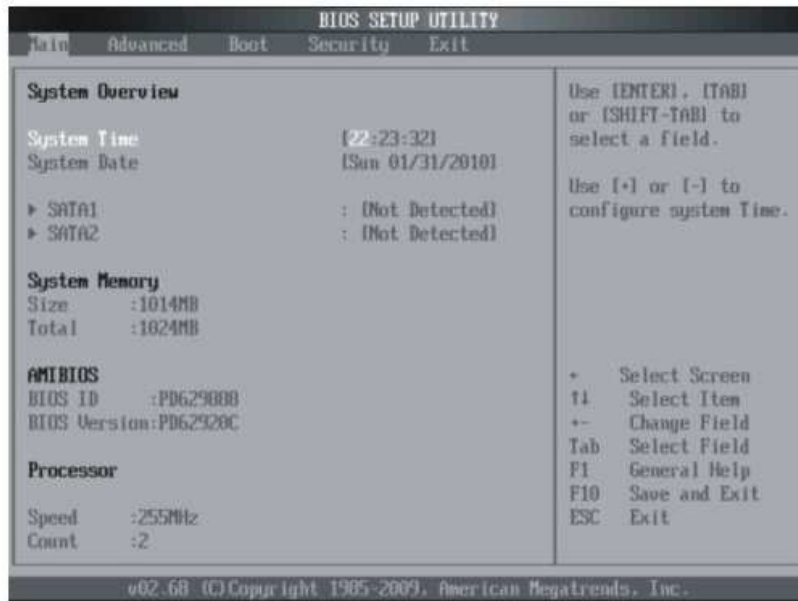 BIOS SETUP UTILITY
Main Advanced Boot Security Exit
System Overview
System Time [22:23:32]
System Date [Sun 01/31/2010]
▶ SATA1 : [Not Detected]
▶ SATA2 : [Not Detected]
System Memory
Size :1014MB
Total :1024MB
AMIBIOS
BIOS ID :PD629000
BIOS Version:PD62920C
Processor
Speed :255MHz
Count :2
Use [ENTER], [TAB]
or [SHIFT-TAB] to
select a field.
Use [+] or [-] to
configure system Time.
← Select Screen
↑↓ Select Item
+- Change Field
Tab Select Field
F1 General Help
F10 Save and Exit
ESC Exit
v02.68 (C)Copyright 1985-2009, American Megatrends, Inc.